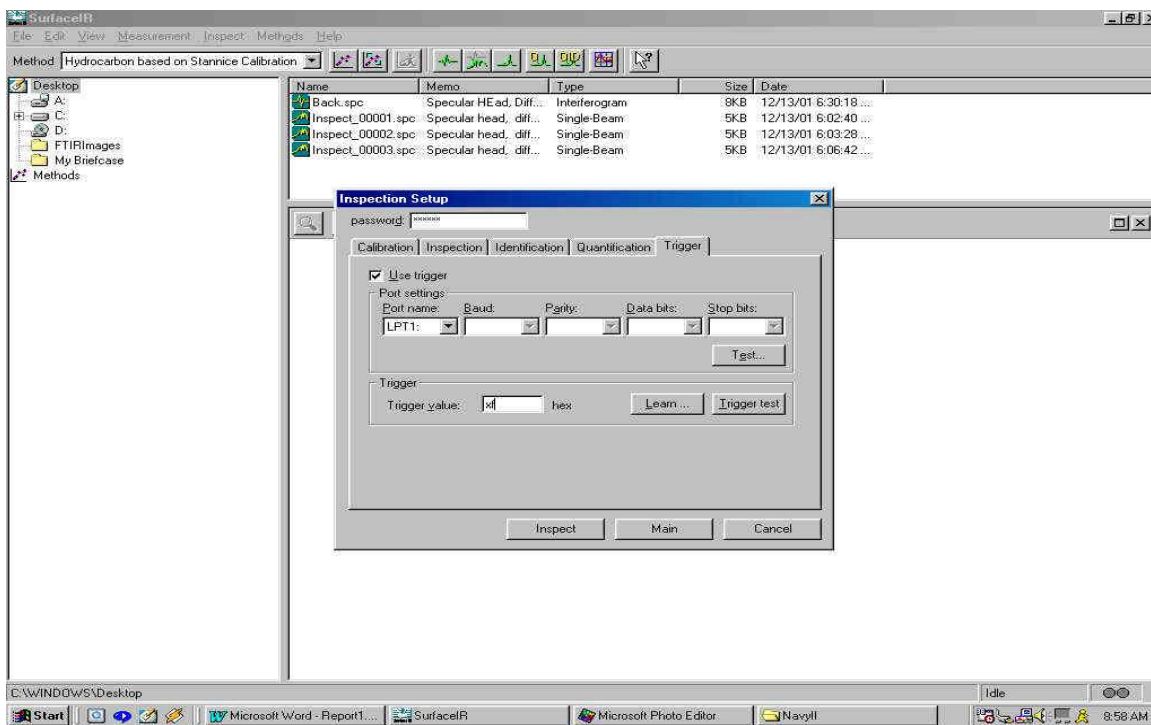 SurfaceIR
File Edit View Measurement Inspect Methods Help
Method Hydrocarbon based on Stannice Calibration
Desktop
A:
C:
D:
FTIRImages
My Briefcase
Methods
Name Memo Type Size Date
Back.spc Specular HEad, Diff... Interferogram 8KB 12/13/01 6:30:18 ...
Inspect_00001.spc Specular head, diff... Single-Beam 5KB 12/13/01 6:02:40 ...
Inspect_00002.spc Specular head, diff... Single-Beam 5KB 12/13/01 6:03:28 ...
Inspect_00003.spc Specular head, diff... Single-Beam 5KB 12/13/01 6:06:42 ...
Inspection Setup
password: ××××××
Calibration Inspection Identification Quantification Trigger
Use trigger
Port settings
Port name: Baud: Parity: Data bits: Stop bits:
LPT1:
Test...
Trigger
Trigger value: xf hex Learn ... Trigger test
Inspect Main Cancel
C:\WINDOWS\Desktop Idle
Start Microsoft Word - Report1.... SurfaceIR Microsoft Photo Editor NavyII 8:58 AM